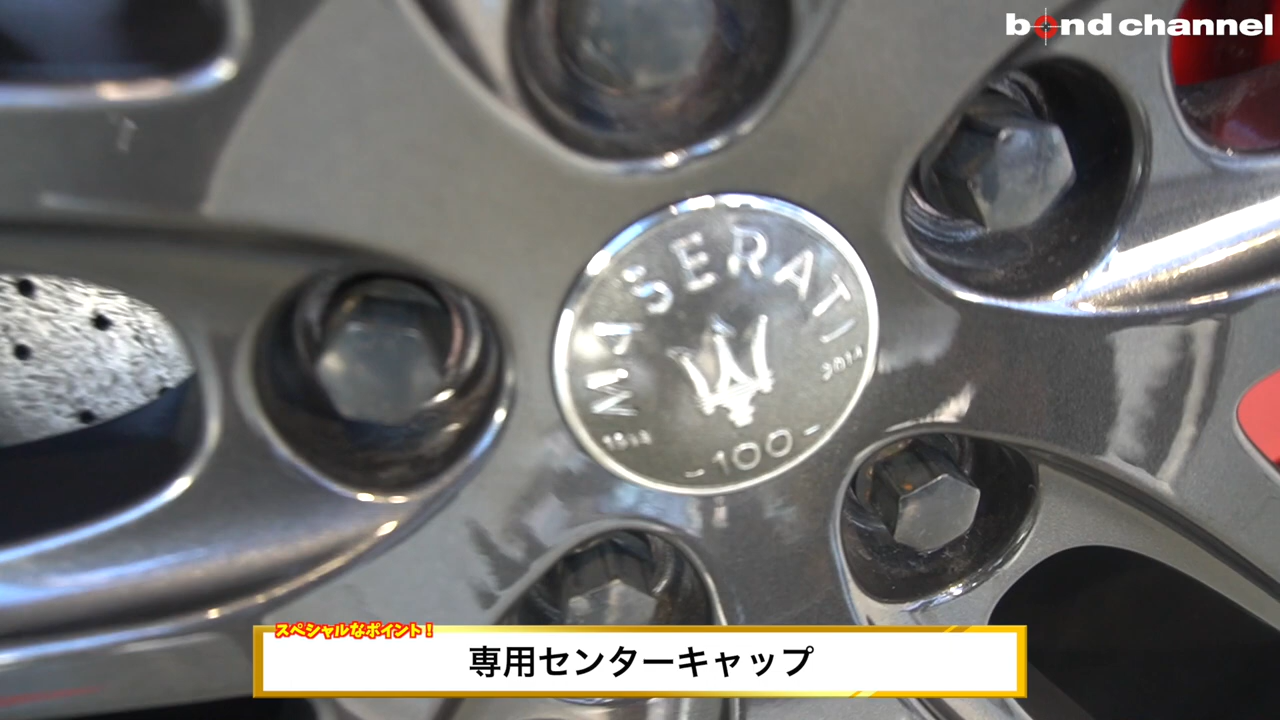 bond channel
MASERATI
1914 2014
-100-
スペシャルなポイント！
専用センターキャップ